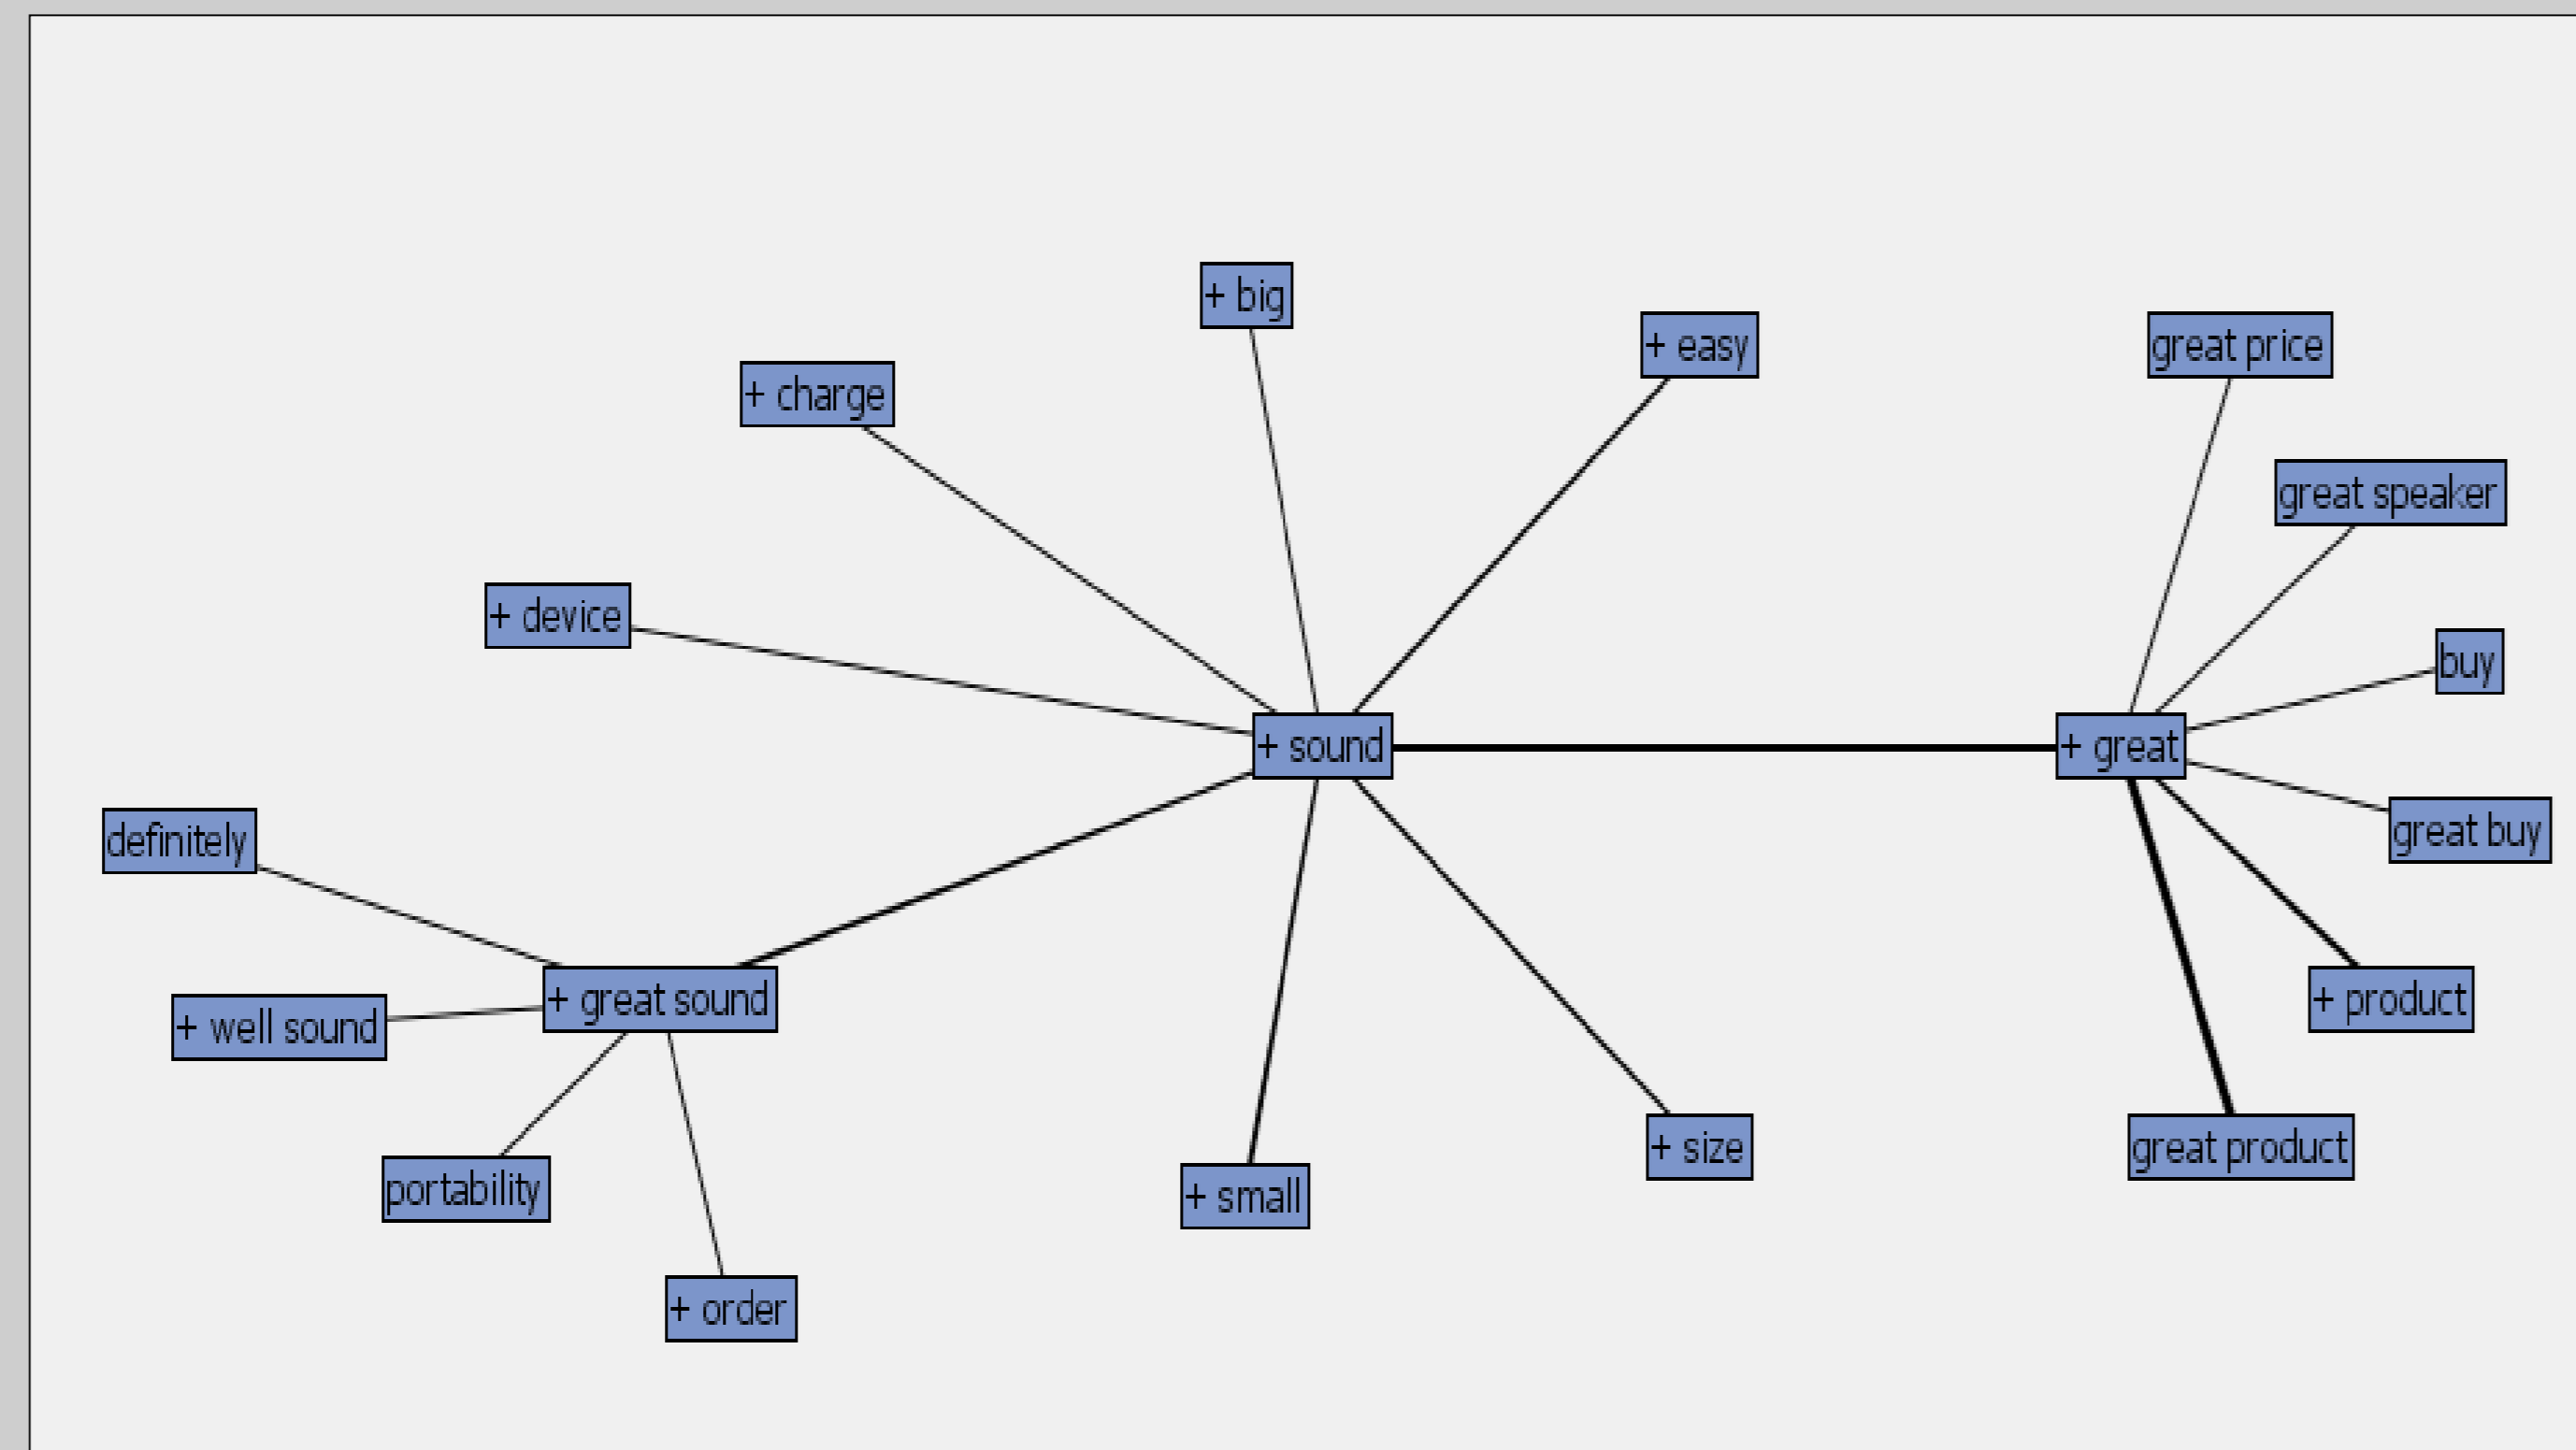 + big
+ easy
great price
+ charge
great speaker
+ device
buy
+ sound
+ great
definitely
great buy
+ great sound
+ product
+ well sound
+ size
great product
portability
+ small
+ order